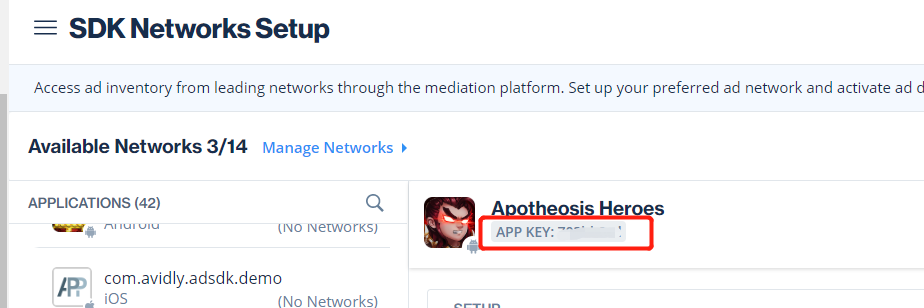 SDK Networks Setup
Access ad inventory from leading networks through the mediation platform. Set up your preferred ad network and activate ad
Available Networks 3/14 Manage Networks
APPLICATIONS (42)
Android (No Networks)
com.avidly.adsdk.demo
iOS (No Networks)
APP
Apotheosis Heroes
APP KEY:
SETUP